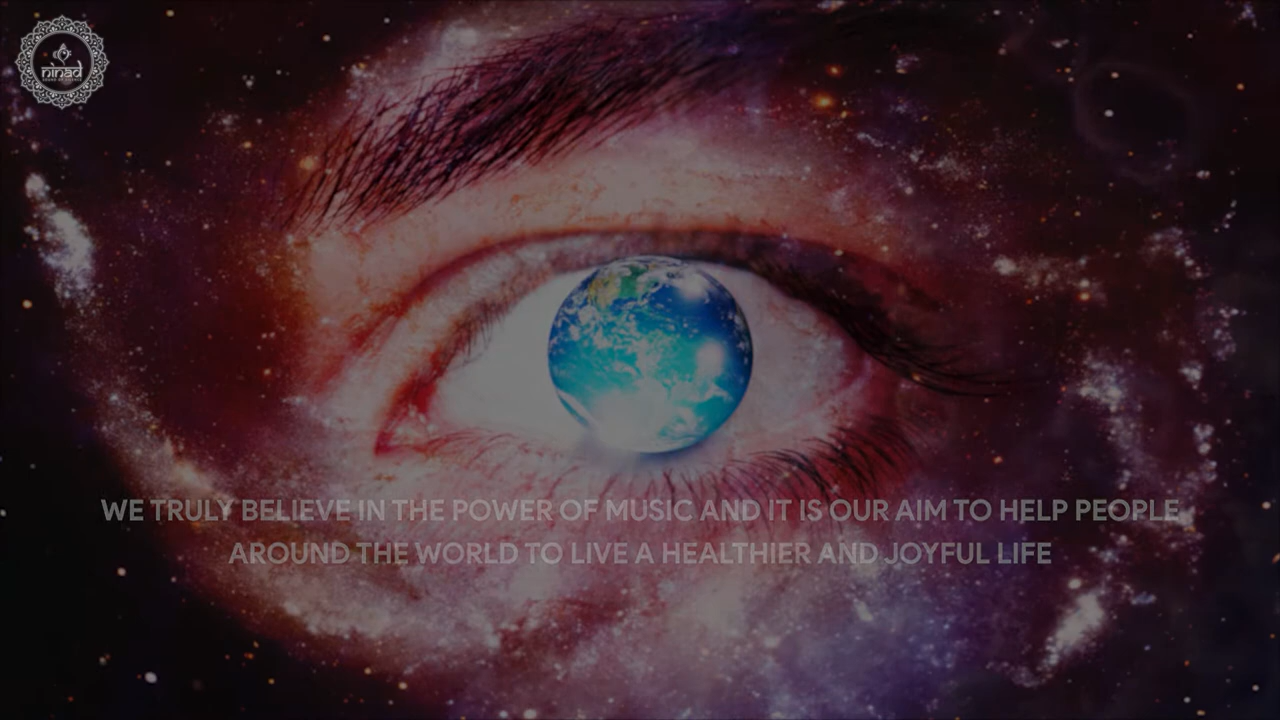 ninad
WE TRULY BELIEVE IN THE POWER OF MUSIC AND IT IS OUR AIM TO HELP PEOPLE
AROUND THE WORLD TO LIVE A HEALTHIER AND JOYFUL LIFE